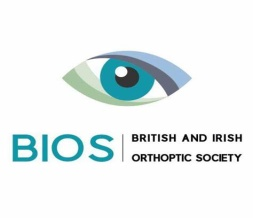 BIOS
BRITISH AND IRISH
ORTHOPTIC SOCIETY